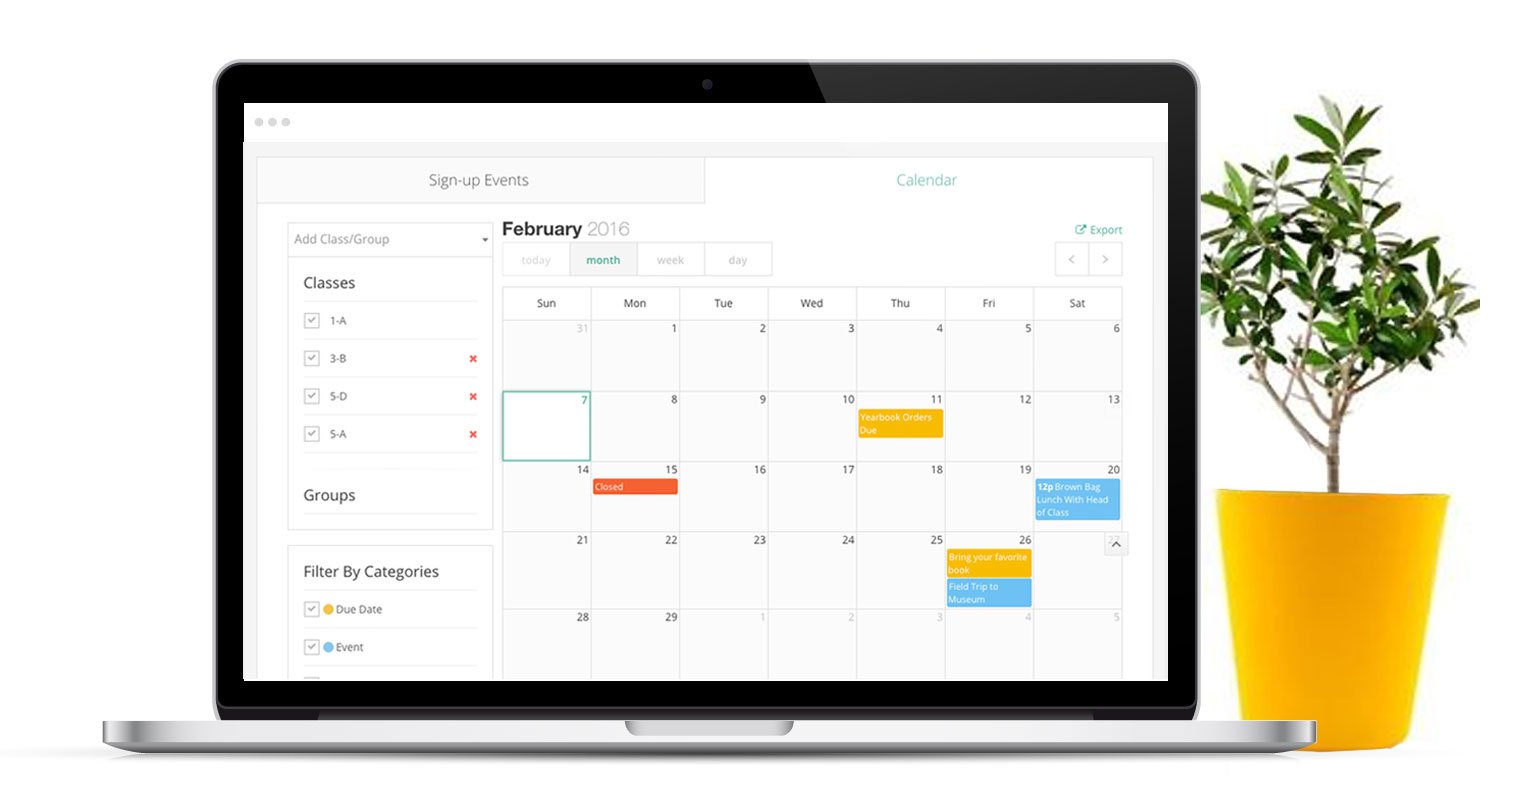 Sign-up Events
Calendar
Add Class/Group
Classes
1-A
3-B
5-D
5-A
Groups
Filter By Categories
Due Date
Event
February 2016
Export
today month week day
< >
Sun Mon Tue Wed Thu Fri Sat
31 1 2 3 4 5 6
7 8 9 10 11 12 13
Yearbook Orders
Due
14 15 16 17 18 19 20
Closed
12p Brown Bag
Lunch With Head
of Class
21 22 23 24 25 26 27
Bring your favorite
book
Field Trip to
Museum
28 29 1 2 3 4 5